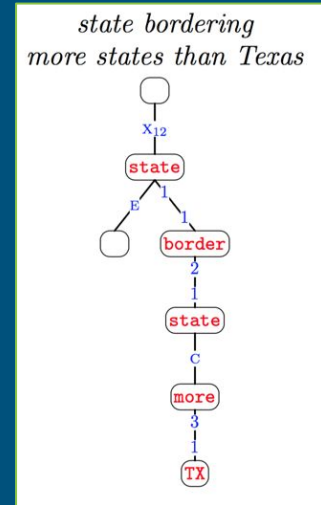 state bordering
more states than Texas
X12
state
E 1
1
border
2
1
state
C
more
3
1
TX